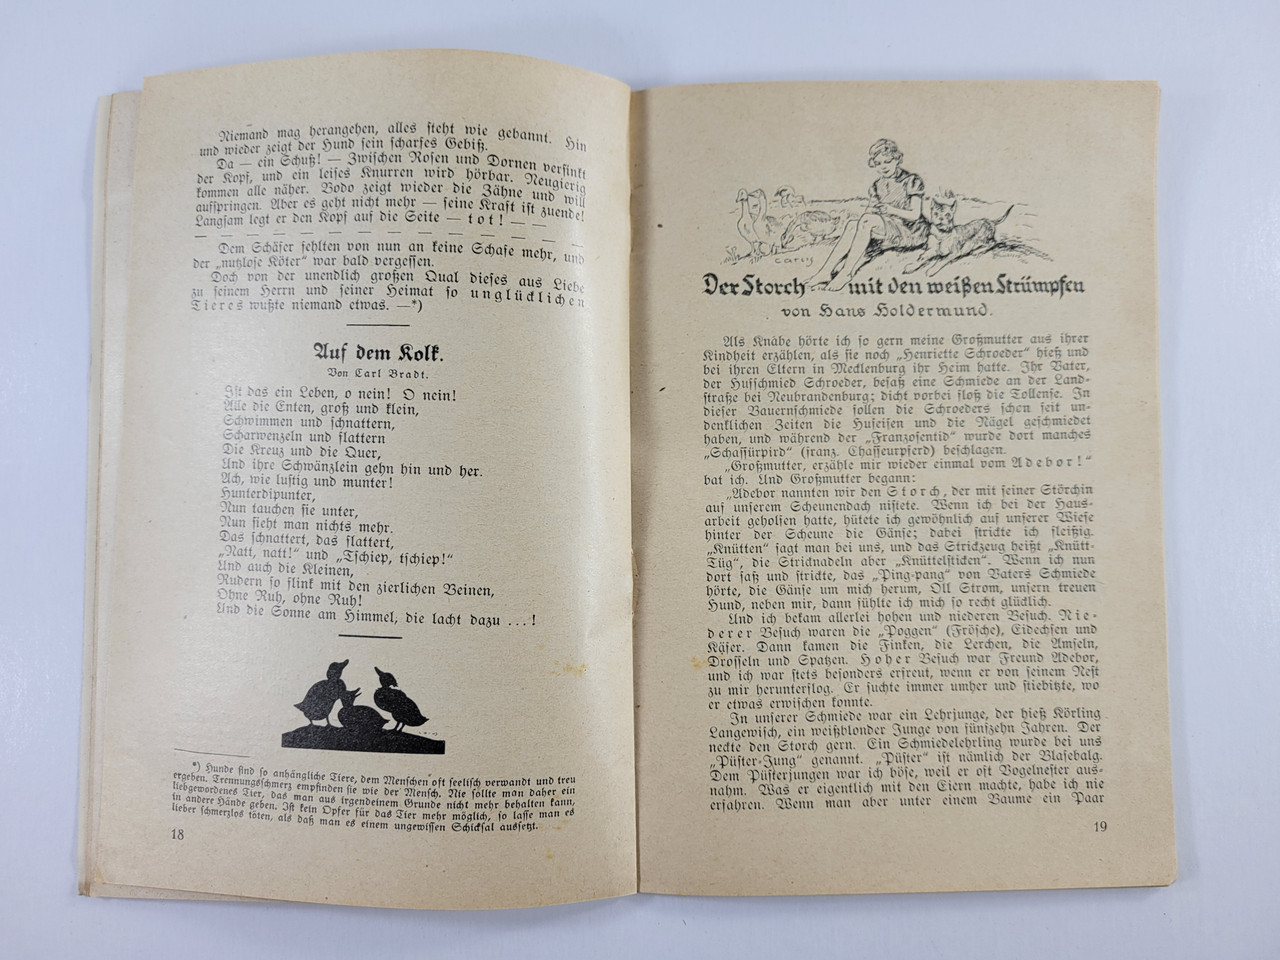 Niemand mag herangehen, alles steht wie gebannt. Hin
und wieder zeigt der Hund sein scharfes Gebiß.
Da — ein Schuß! — Zwischen Rosen und Dornen versinkt
der Kopf, und ein leises Knurren wird hörbar. Neugierig
kommen alle näher. Bodo zeigt wieder die Zähne und will
aufspringen. Aber es geht nicht mehr — seine Kraft ist zuende!
Langsam legt er den Kopf auf die Seite — tot! — —
— — — — — — — — — — — — — — —
Dem Schäfer fehlten von nun an keine Schafe mehr, und
der „nutzlose Köter“ war bald vergessen.
Doch von der unendlich großen Qual dieses aus Liebe
zu seinem Herrn und seiner Heimat so unglücklichen
Tieres wußte niemand etwas. —*)
Auf dem Kolk.
Von Carl Bradt.
Ist das ein Leben, o nein! O nein!
Alle die Enten, groß und klein,
Schwimmen und schnattern,
Scharwenzeln und flattern
Die Kreuz und die Quer,
Und ihre Schwänzlein gehn hin und her.
Ach, wie lustig und munter!
Hunterdipunter,
Nun tauchen sie unter,
Nun sieht man nichts mehr.
Das schnattert, das flattert,
„Natt, natt!“ und „Tschiep, tschiep!“
Und auch die Kleinen,
Rudern so flink mit den zierlichen Beinen,
Ohne Ruh, ohne Ruh!
Und die Sonne am Himmel, die lacht dazu ...!
*) Hunde sind so anhängliche Tiere, dem Menschen oft seelisch verwandt und treu
ergeben. Trennungsschmerz empfinden sie wie der Mensch. Nie sollte man daher ein
liebgewordenes Tier, das man aus irgendeinem Grunde nicht mehr behalten kann,
in andere Hände geben. Ist kein Opfer für das Tier mehr möglich, so lasse man es
lieber schmerzlos töten, als daß man es einem ungewissen Schicksal aussetzt.
18
Der Storch mit den weißen Strümpfen
von Hans Holdermund.
Als Knabe hörte ich so gern meine Großmutter aus ihrer
Kindheit erzählen, als sie noch „Henriette Schroeder“ hieß und
bei ihren Eltern in Mecklenburg ihr Heim hatte. Ihr Vater,
der Hufschmied Schroeder, besaß eine Schmiede an der Land-
straße bei Neubrandenburg; dicht vorbei floß die Tollense. In
dieser Bauernschmiede sollen die Schroeders schon seit un-
denklichen Zeiten die Hufeisen und die Nägel geschmiedet
haben, und während der „Franzosentid“ wurde dort manches
„Schassürpird“ (franz. Chasseurpferd) beschlagen.
„Großmutter, erzähle mir wieder einmal vom Adebor!“
bat ich. Und Großmutter begann:
„Adebor nannten wir den Storch, der mit seiner Störchin
auf unserem Scheunendach nistete. Wenn ich bei der Haus-
arbeit geholfen hatte, hütete ich gewöhnlich auf unserer Wiese
hinter der Scheune die Gänse; dabei strickte ich fleißig.
„Knütten“ sagt man bei uns, und das Strickzeug heißt „Knütt-
Tüg“, die Stricknadeln aber „Knüttelsticken“. Wenn ich nun
dort saß und strickte, das „Ping-pang“ von Vaters Schmiede
hörte, die Gänse um mich herum, Oll Strom, unsern treuen
Hund, neben mir, dann fühlte ich mich so recht glücklich.
Und ich bekam allerlei hohen und niederen Besuch. Nie-
derer Besuch waren die „Poggen“ (Frösche), Eidechsen und
Käfer. Dann kamen die Finken, die Lerchen, die Amseln,
Drosseln und Spatzen. Hoher Besuch war Freund Adebor,
und ich war stets besonders erfreut, wenn er von seinem Nest
zu mir herunterflog. Er suchte immer umher und stiebitzte, wo
er etwas erwischen konnte.
In unserer Schmiede war ein Lehrjunge, der hieß Körling
Langewisch, ein weißblonder Junge von fünfzehn Jahren. Der
neckte den Storch gern. Ein Schmiedelehrling wurde bei uns
„Püster-Jung“ genannt. „Püster“ ist nämlich der Blasebalg.
Dem Püsterjungen war ich böse, weil er oft Vogelnester aus-
nahm. Was er eigentlich mit den Eiern machte, habe ich nie
erfahren. Wenn man aber unter einem Baume ein Paar
19